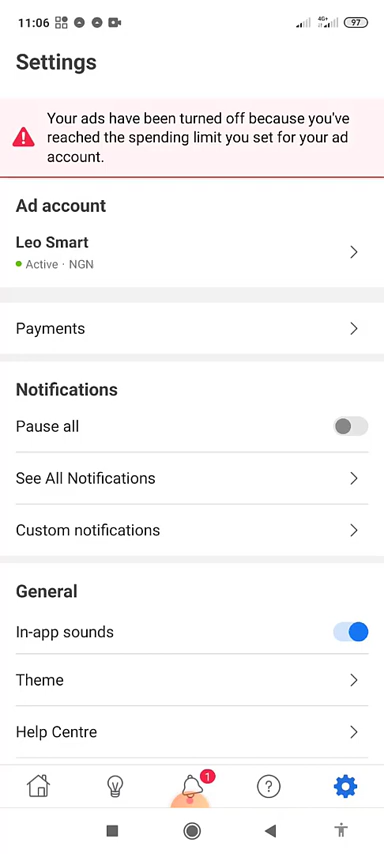 11:06 4G+ 97
Settings
Your ads have been turned off because you've
reached the spending limit you set for your ad
account.
Ad account
Leo Smart
Active · NGN
Payments
Notifications
Pause all
See All Notifications
Custom notifications
General
In-app sounds
Theme
Help Centre
1